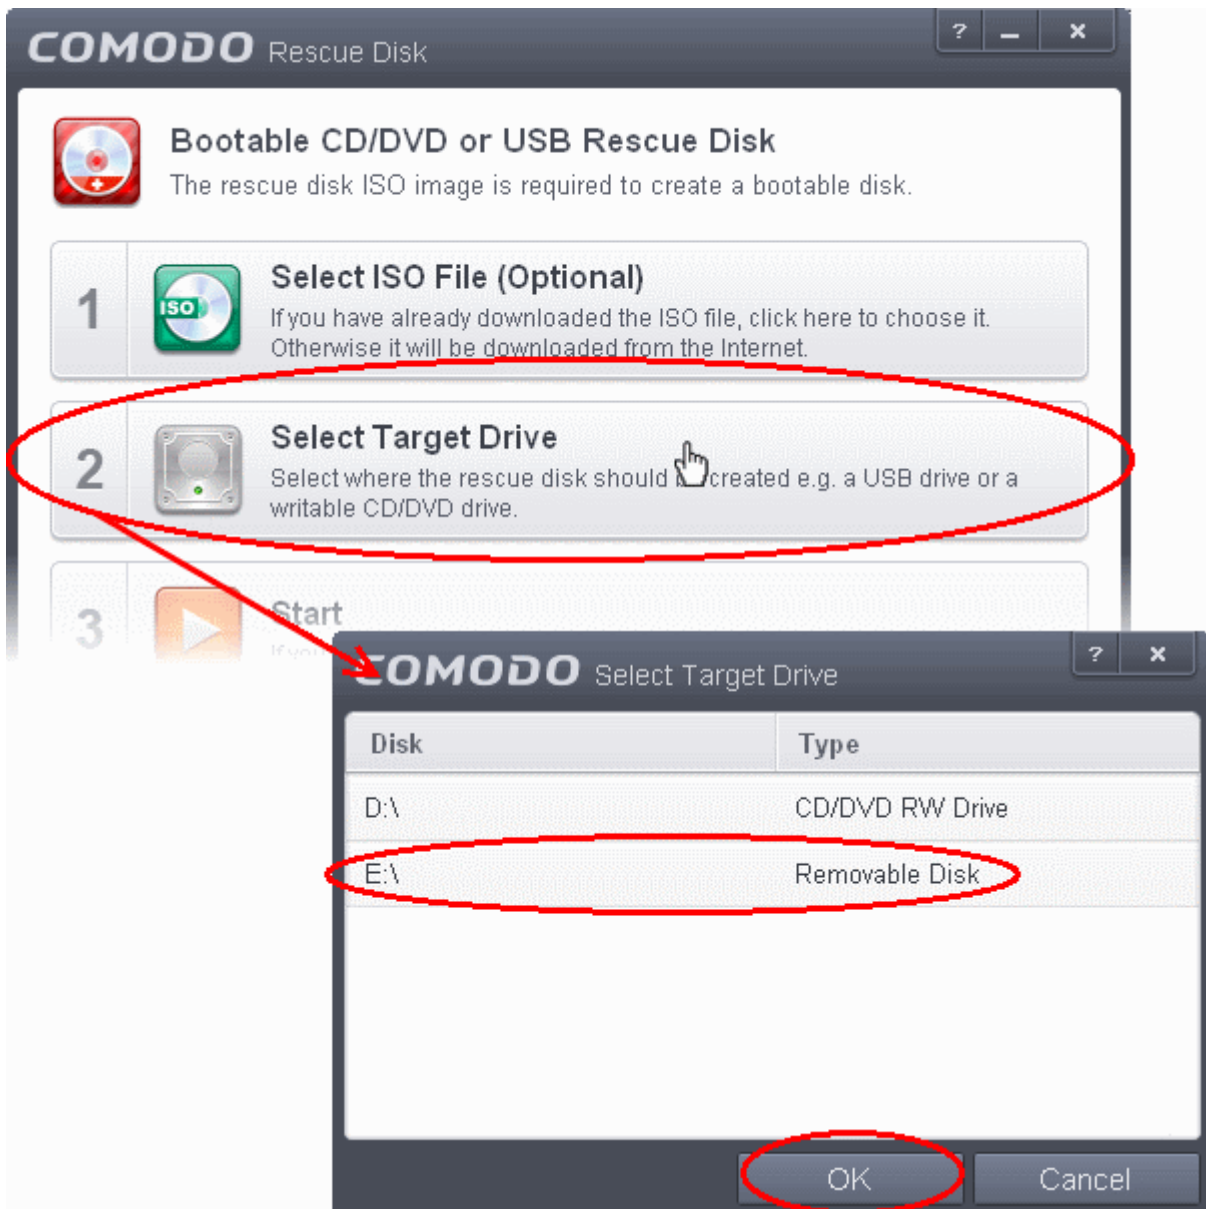 COMODO Rescue Disk
Bootable CD/DVD or USB Rescue Disk
The rescue disk ISO image is required to create a bootable disk.
1
ISO
Select ISO File (Optional)
If you have already downloaded the ISO file, click here to choose it.
Otherwise it will be downloaded from the Internet.
2
Select Target Drive
Select where the rescue disk should created e.g. a USB drive or a
writable CD/DVD drive.
3
Start
If you
COMODO Select Target Drive
Disk Type
D:\ CD/DVD RW Drive
E:\ Removable Disk
OK Cancel